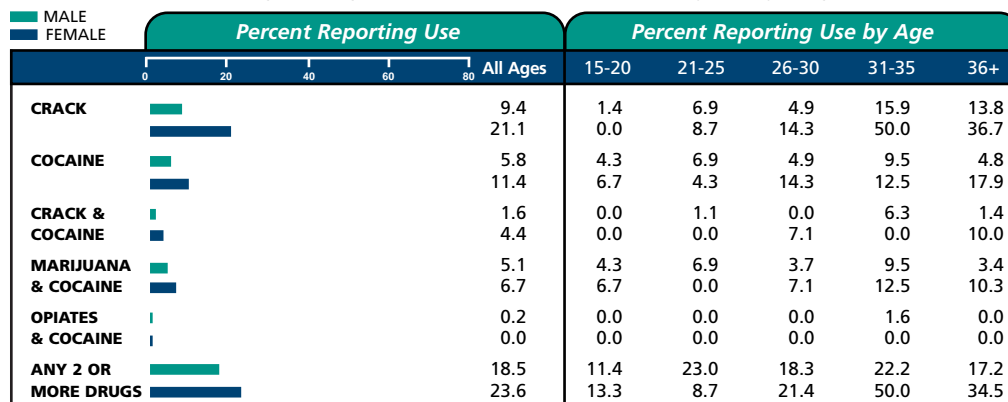 MALE
FEMALE
Percent Reporting Use
Percent Reporting Use by Age
0 20 40 60 80 All Ages 15-20 21-25 26-30 31-35 36+
CRACK 9.4 1.4 6.9 4.9 15.9 13.8
21.1 0.0 8.7 14.3 50.0 36.7
COCAINE 5.8 4.3 6.9 4.9 9.5 4.8
11.4 6.7 4.3 14.3 12.5 17.9
CRACK & 1.6 0.0 1.1 0.0 6.3 1.4
COCAINE 4.4 0.0 0.0 7.1 0.0 10.0
MARIJUANA 5.1 4.3 6.9 3.7 9.5 3.4
& COCAINE 6.7 6.7 0.0 7.1 12.5 10.3
OPIATES 0.2 0.0 0.0 0.0 1.6 0.0
& COCAINE 0.0 0.0 0.0 0.0 0.0 0.0
ANY 2 OR 18.5 11.4 23.0 18.3 22.2 17.2
MORE DRUGS 23.6 13.3 8.7 21.4 50.0 34.5